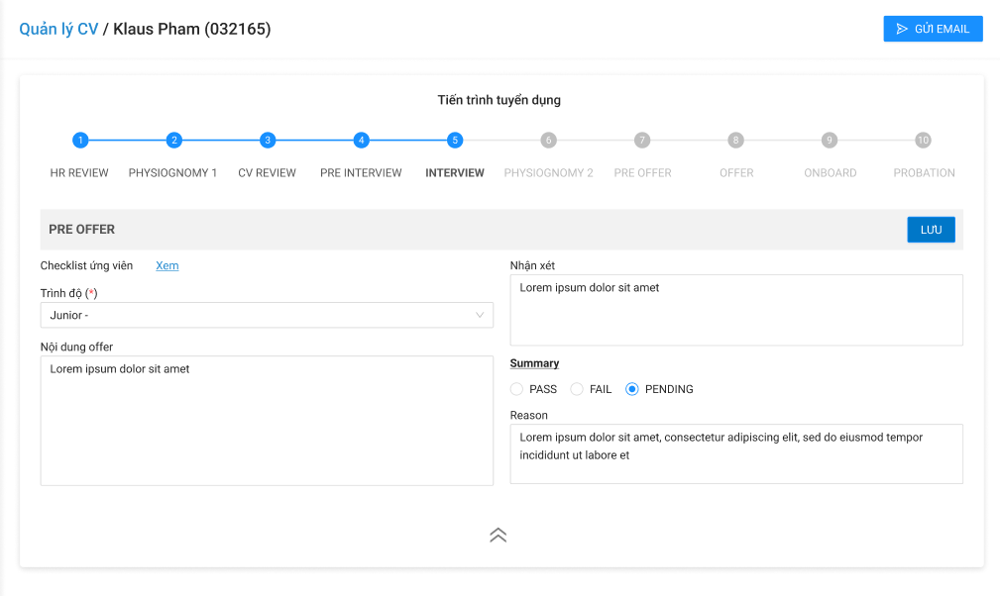 Quản lý CV / Klaus Pham (032165)
GỬI EMAIL
Tiến trình tuyển dụng
1 2 3 4 5 6 7 8 9 10
HR REVIEW PHYSIOGNOMY 1 CV REVIEW PRE INTERVIEW INTERVIEW PHYSIOGNOMY 2 PRE OFFER OFFER ONBOARD PROBATION
PRE OFFER
LƯU
Checklist ứng viên Xem
Trình độ (*)
Junior -
Nội dung offer
Lorem ipsum dolor sit amet
Nhận xét
Lorem ipsum dolor sit amet
Summary
PASS FAIL PENDING
Reason
Lorem ipsum dolor sit amet, consectetur adipiscing elit, sed do eiusmod tempor
incididunt ut labore et